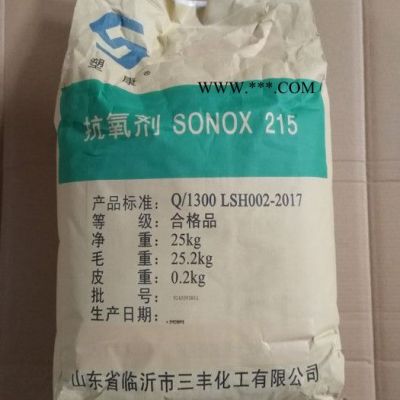 塑康®
WWW.***.COM
抗氧剂 SONOX 215
产品标准: Q/1300 LSH002-2017
等级: 合格品
净重: 25kg
毛重: 25.2kg
皮重: 0.2kg
批号:
生产日期:
山东省临沂市三丰化工有限公司